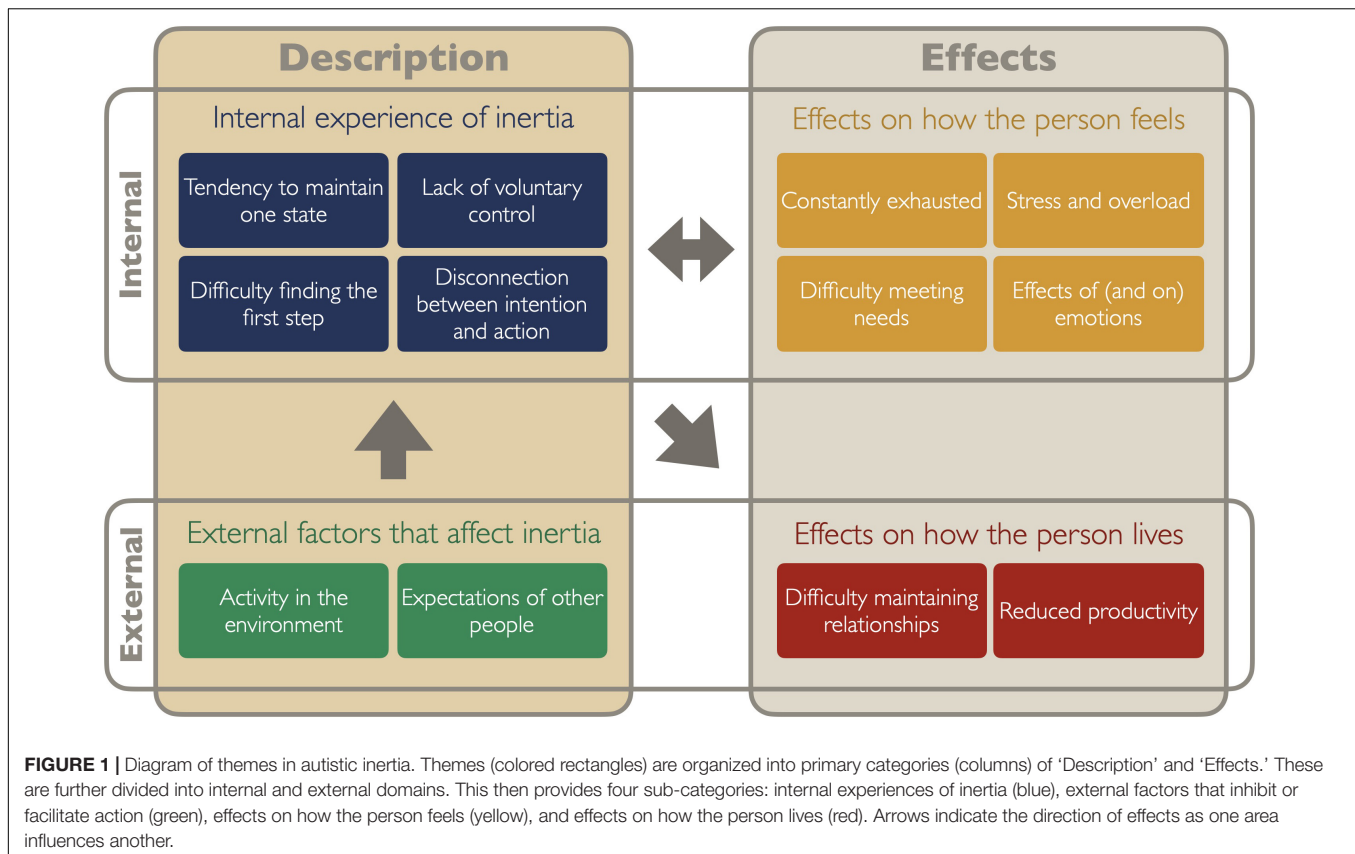 Description
Effects
Internal
Internal experience of inertia
Tendency to maintain
one state
Lack of voluntary
control
Difficulty finding the
first step
Disconnection
between intention
and action
Effects on how the person feels
Constantly exhausted
Stress and overload
Difficulty meeting
needs
Effects of (and on)
emotions
External
External factors that affect inertia
Activity in the
environment
Expectations of other
people
Effects on how the person lives
Difficulty maintaining
relationships
Reduced productivity
FIGURE 1 | Diagram of themes in autistic inertia. Themes (colored rectangles) are organized into primary categories (columns) of ‘Description’ and ‘Effects.’ These
are further divided into internal and external domains. This then provides four sub-categories: internal experiences of inertia (blue), external factors that inhibit or
facilitate action (green), effects on how the person feels (yellow), and effects on how the person lives (red). Arrows indicate the direction of effects as one area
influences another.